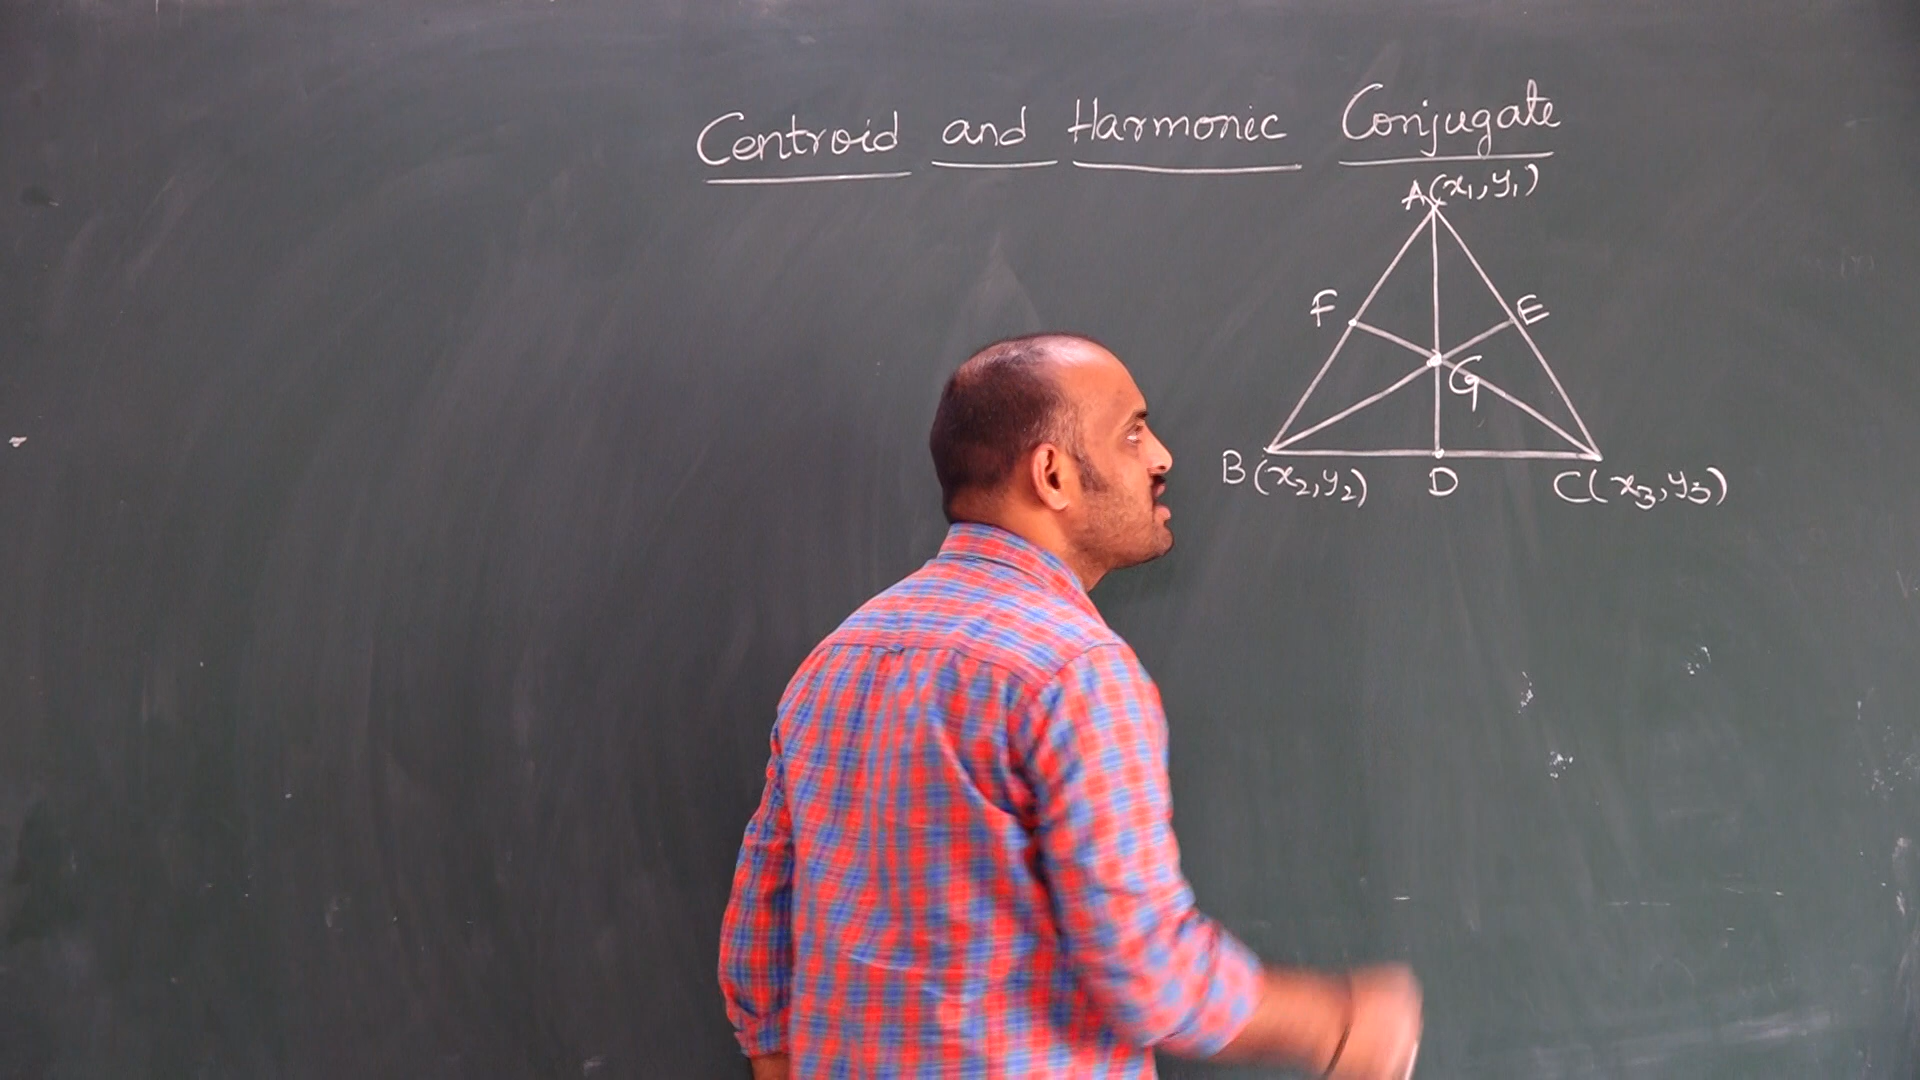 Centroid and Harmonic Conjugate
A(x₁, y₁)
F
E
G
B(x₂, y₂)
D
C(x₃, y₃)